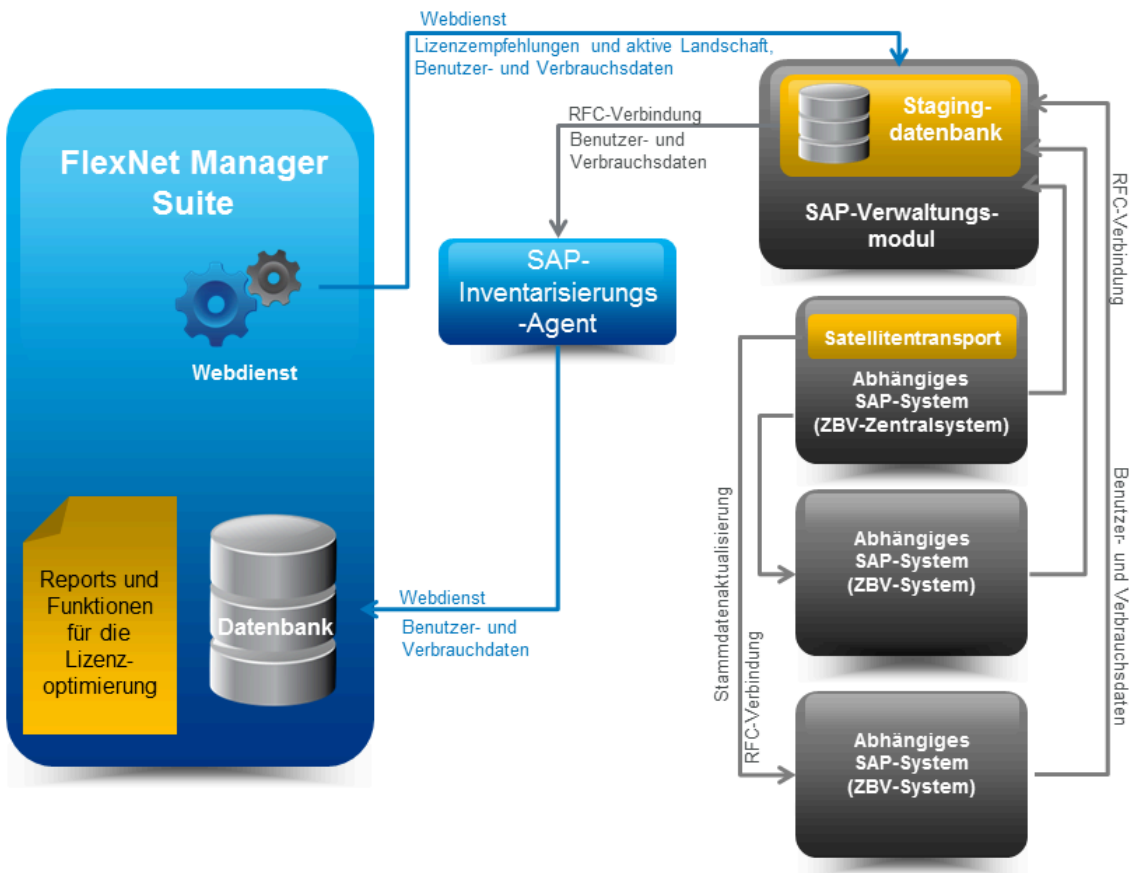 Webdienst
Lizenzempfehlungen und aktive Landschaft,
Benutzer- und Verbrauchsdaten
FlexNet Manager
Suite
Webdienst
Reports und
Funktionen
für die
Lizenz-
optimierung
Datenbank
RFC-Verbindung
Benutzer- und
Verbrauchsdaten
SAP-
Inventarisierungs
-Agent
Webdienst
Benutzer- und
Verbrauchdaten
Staging-
datenbank
SAP-Verwaltungs-
modul
Satellitentransport
Abhängiges
SAP-System
(ZBV-Zentralsystem)
Abhängiges
SAP-System
(ZBV-System)
Abhängiges
SAP-System
(ZBV-System)
Stammdatenaktualisierung
RFC-Verbindung
RFC-Verbindung
Benutzer- und Verbrauchsdaten